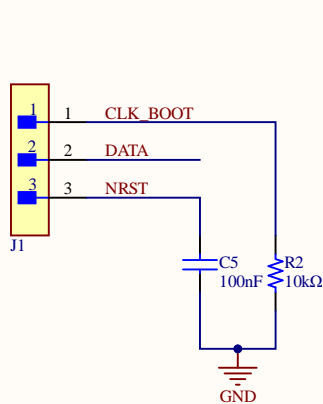 1 1 CLK_BOOT
2 2 DATA
3 3 NRST
J1
C5
100nF
R2
10kΩ
GND